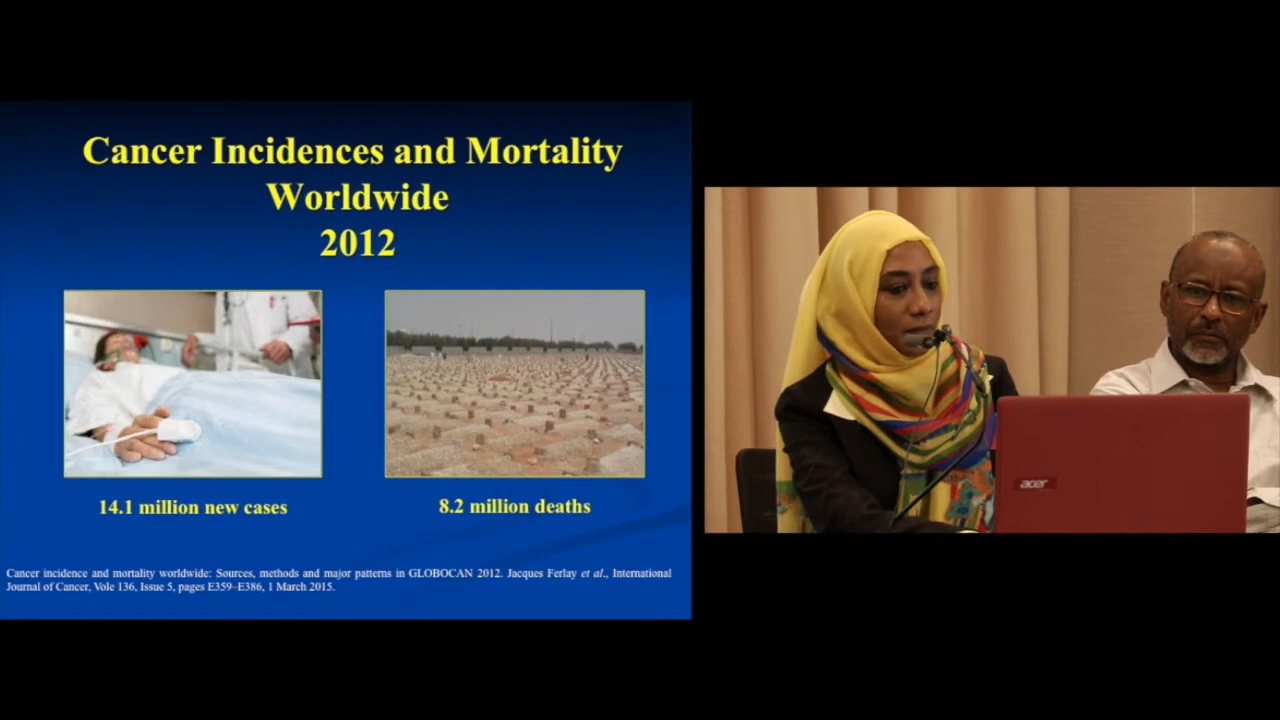 Cancer Incidences and Mortality
Worldwide
2012
14.1 million new cases
8.2 million deaths
Cancer incidence and mortality worldwide: Sources, methods and major patterns in GLOBOCAN 2012. Jacques Ferlay et al., International
Journal of Cancer, Vole 136, Issue 5, pages E359–E386, 1 March 2015.
acer